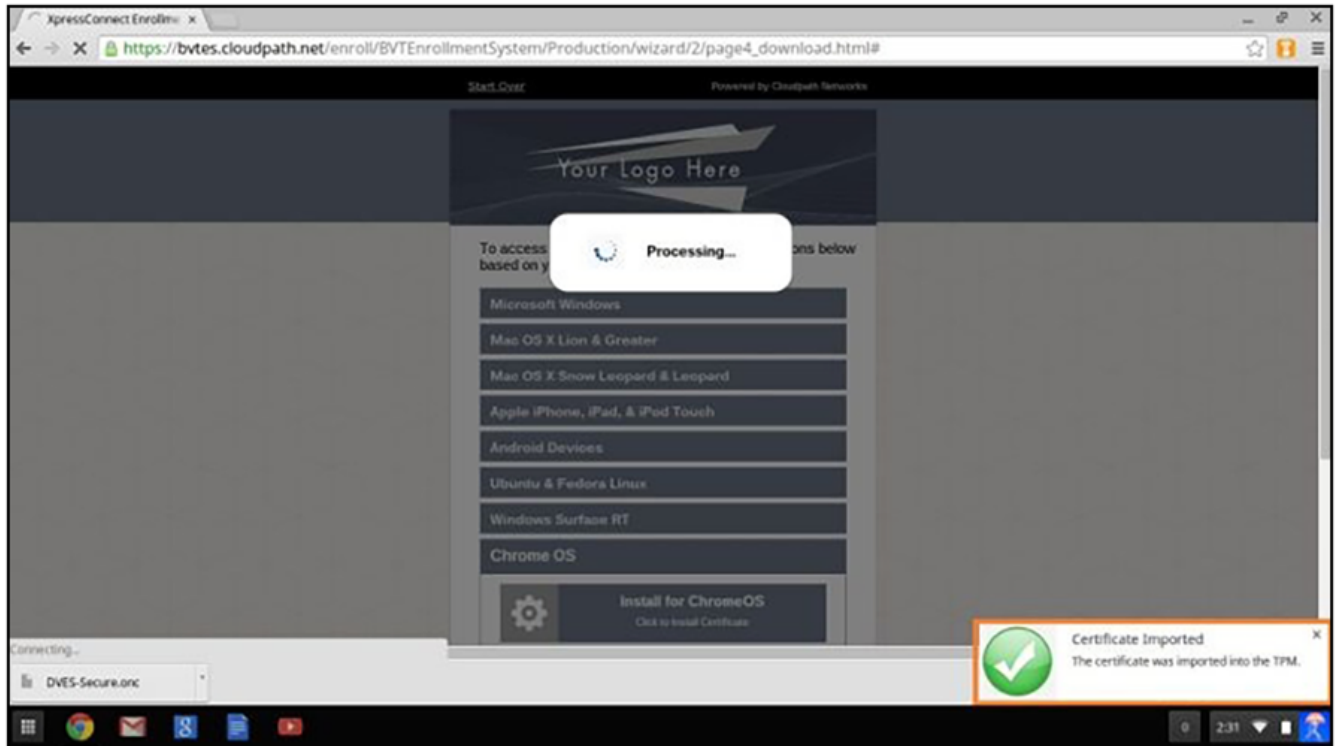 XpressConnect Enrollme
https://bvtes.cloudpath.net/enroll/BVTEnrollmentSystem/Production/wizard/2/page4_download.html#
Start Over
Powered by Cloudpath Networks
Your Logo Here
To access
ons below
based on y
Processing...
Microsoft Windows
Mac OS X Lion & Greater
Mac OS X Snow Leopard & Leopard
Apple iPhone, iPad, & iPod Touch
Android Devices
Ubuntu & Fedora Linux
Windows Surface RT
Chrome OS
Install for ChromeOS
Click to Install Certificate
Connecting...
Certificate Imported
The certificate was imported into the TPM.
DVES-Secure.onc
8
0
2:31